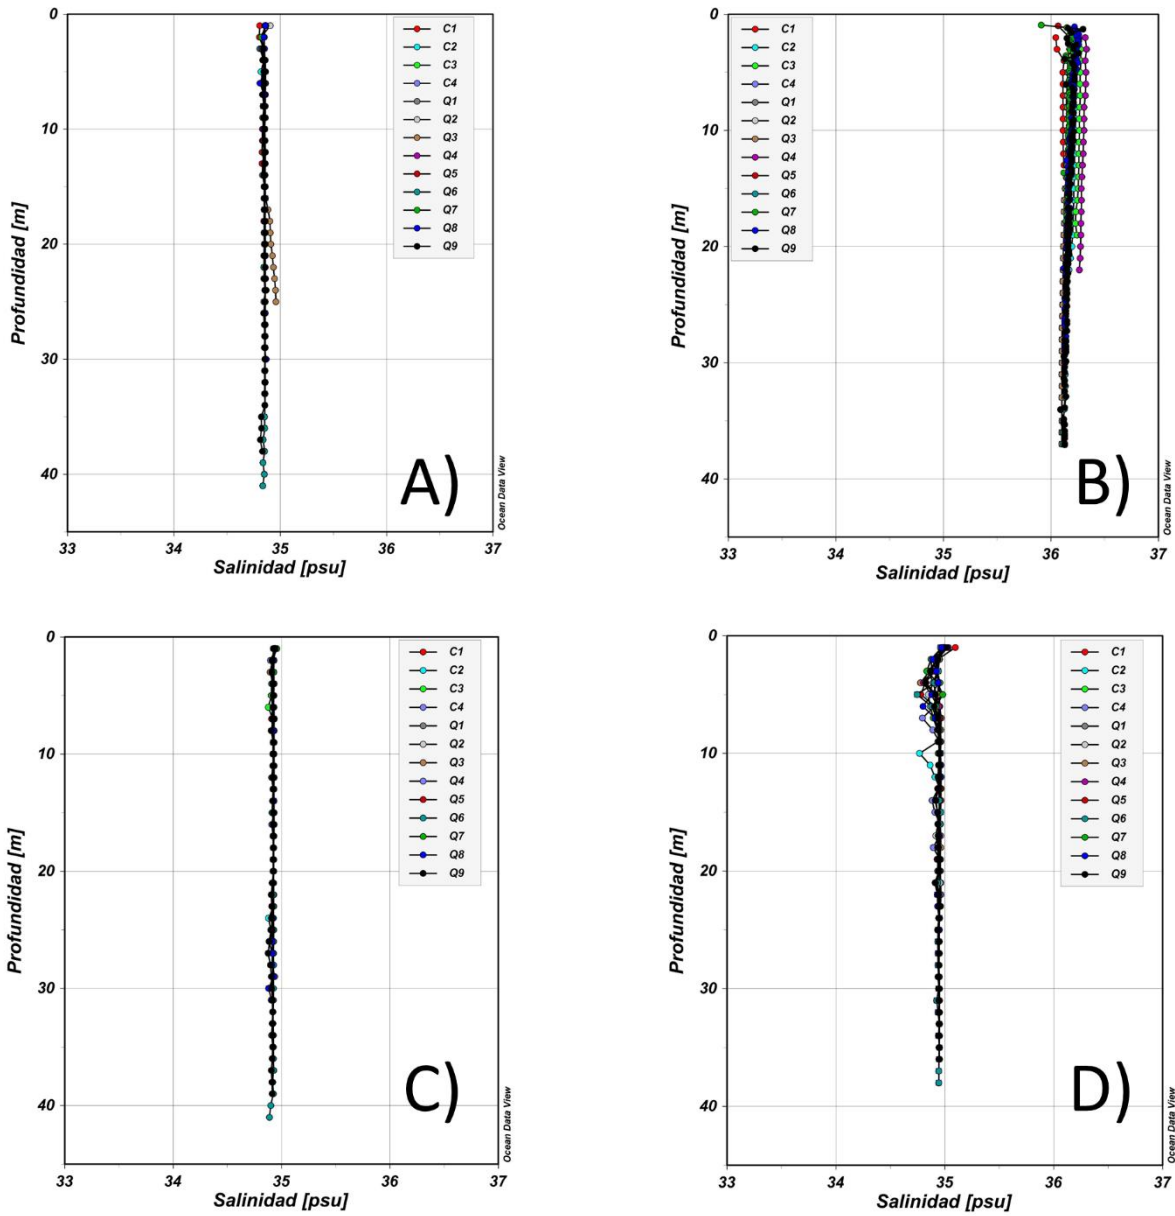 0
10
20
30
40
Profundidad [m]
C1
C2
C3
C4
Q1
Q2
Q3
Q4
Q5
Q6
Q7
Q8
Q9
A)
Ocean Data View
33
34
35
36
37
Salinidad [psu]
0
10
20
30
40
Profundidad [m]
C1
C2
C3
C4
Q1
Q2
Q3
Q4
Q5
Q6
Q7
Q8
Q9
B)
Ocean Data View
33
34
35
36
37
Salinidad [psu]
0
10
20
30
40
Profundidad [m]
C1
C2
C3
C4
Q1
Q2
Q3
Q4
Q5
Q6
Q7
Q8
Q9
C)
Ocean Data View
33
34
35
36
37
Salinidad [psu]
0
10
20
30
40
Profundidad [m]
C1
C2
C3
C4
Q1
Q2
Q3
Q4
Q5
Q6
Q7
Q8
Q9
D)
Ocean Data View
33
34
35
36
37
Salinidad [psu]